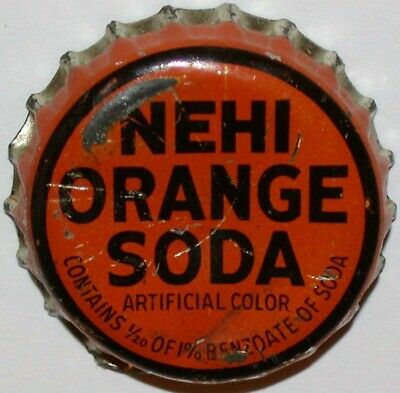 NEHI
ORANGE
SODA
ARTIFICIAL COLOR
CONTAINS 1/20 OF 1% BENZOATE OF SODA